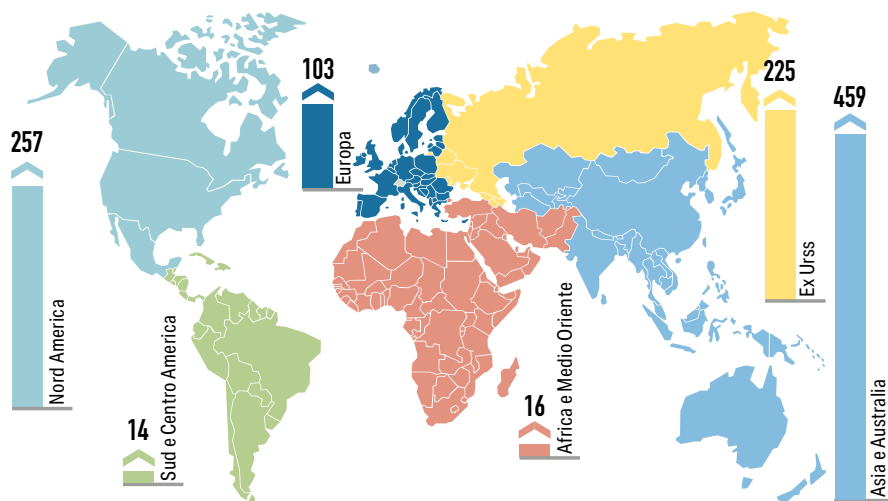 257
Nord America
14
Sud e Centro America
103
Europa
16
Africa e Medio Oriente
225
Ex Urss
459
Asia e Australia